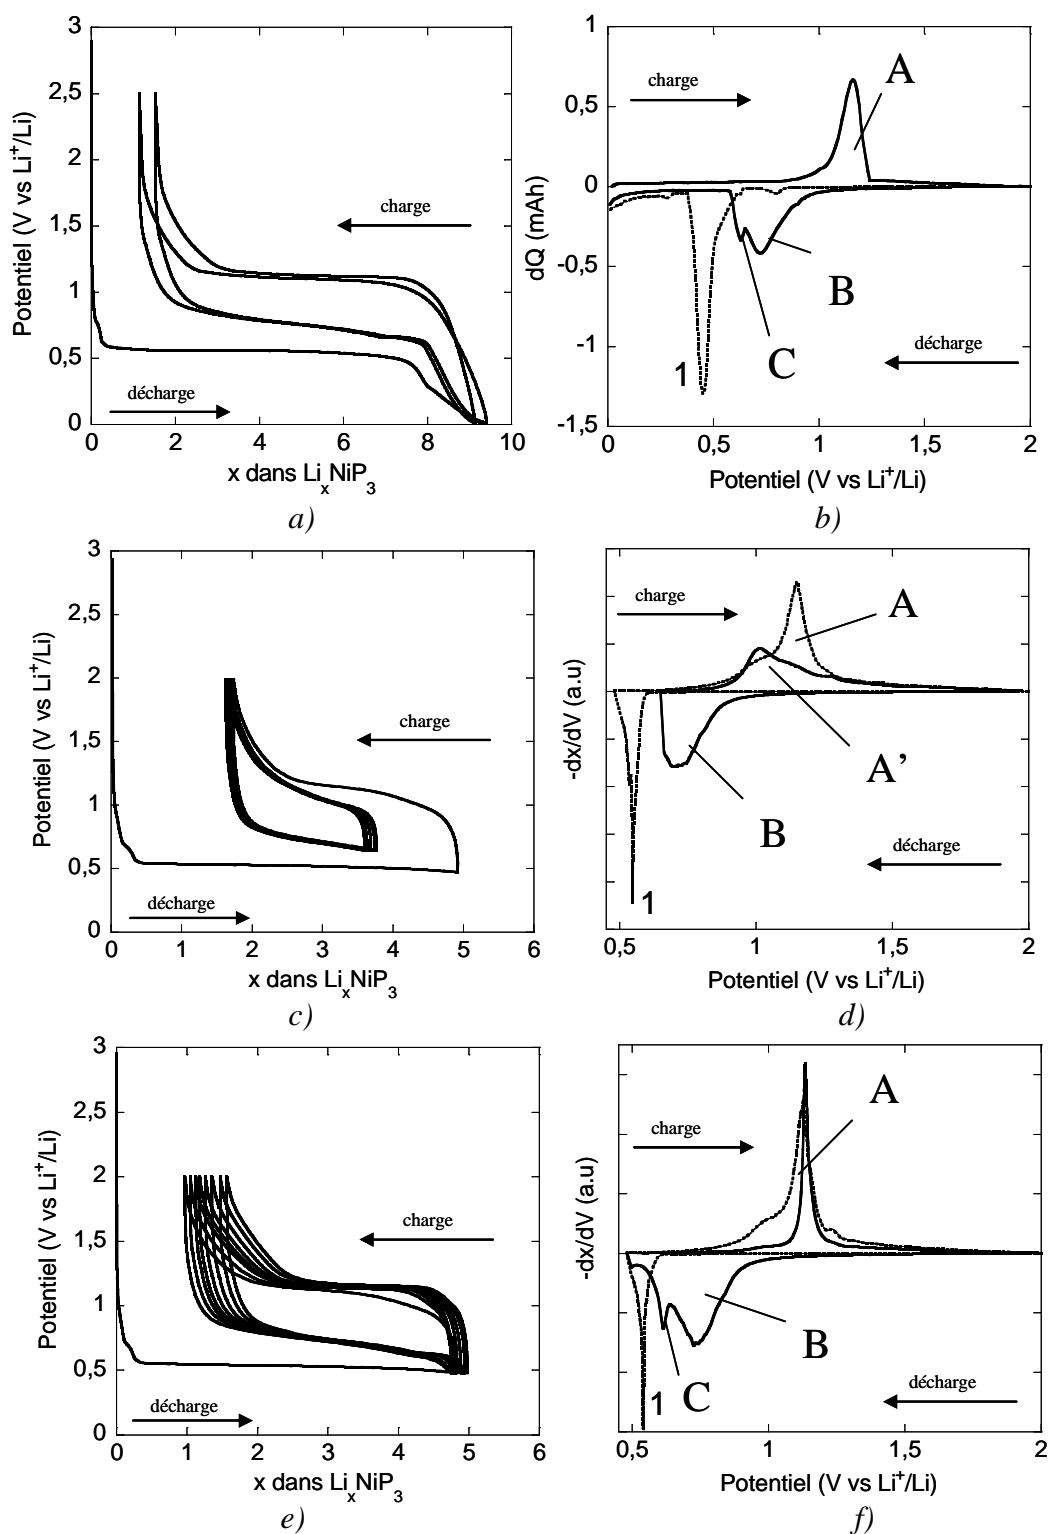 3
2,5
2
1,5
1
0,5
0
Potentiel (V vs Li⁺/Li)
charge
décharge
0 2 4 6 8 10
x dans LiₓNiP₃
a)
1
0,5
0
-0,5
-1
-1,5
dQ (mAh)
charge
A
B
C
1
décharge
0,5 1 1,5 2
Potentiel (V vs Li⁺/Li)
b)
3
2,5
2
1,5
1
0,5
0
Potentiel (V vs Li⁺/Li)
charge
décharge
0 1 2 3 4 5 6
x dans LiₓNiP₃
c)
-dx/dV (a.u)
charge
A
A’
B
1
décharge
0,5 1 1,5 2
Potentiel (V vs Li⁺/Li)
d)
3
2,5
2
1,5
1
0,5
0
Potentiel (V vs Li⁺/Li)
charge
décharge
0 1 2 3 4 5 6
x dans LiₓNiP₃
e)
-dx/dV (a.u)
charge
A
B
C
1
décharge
0,5 1 1,5 2
Potentiel (V vs Li⁺/Li)
f)